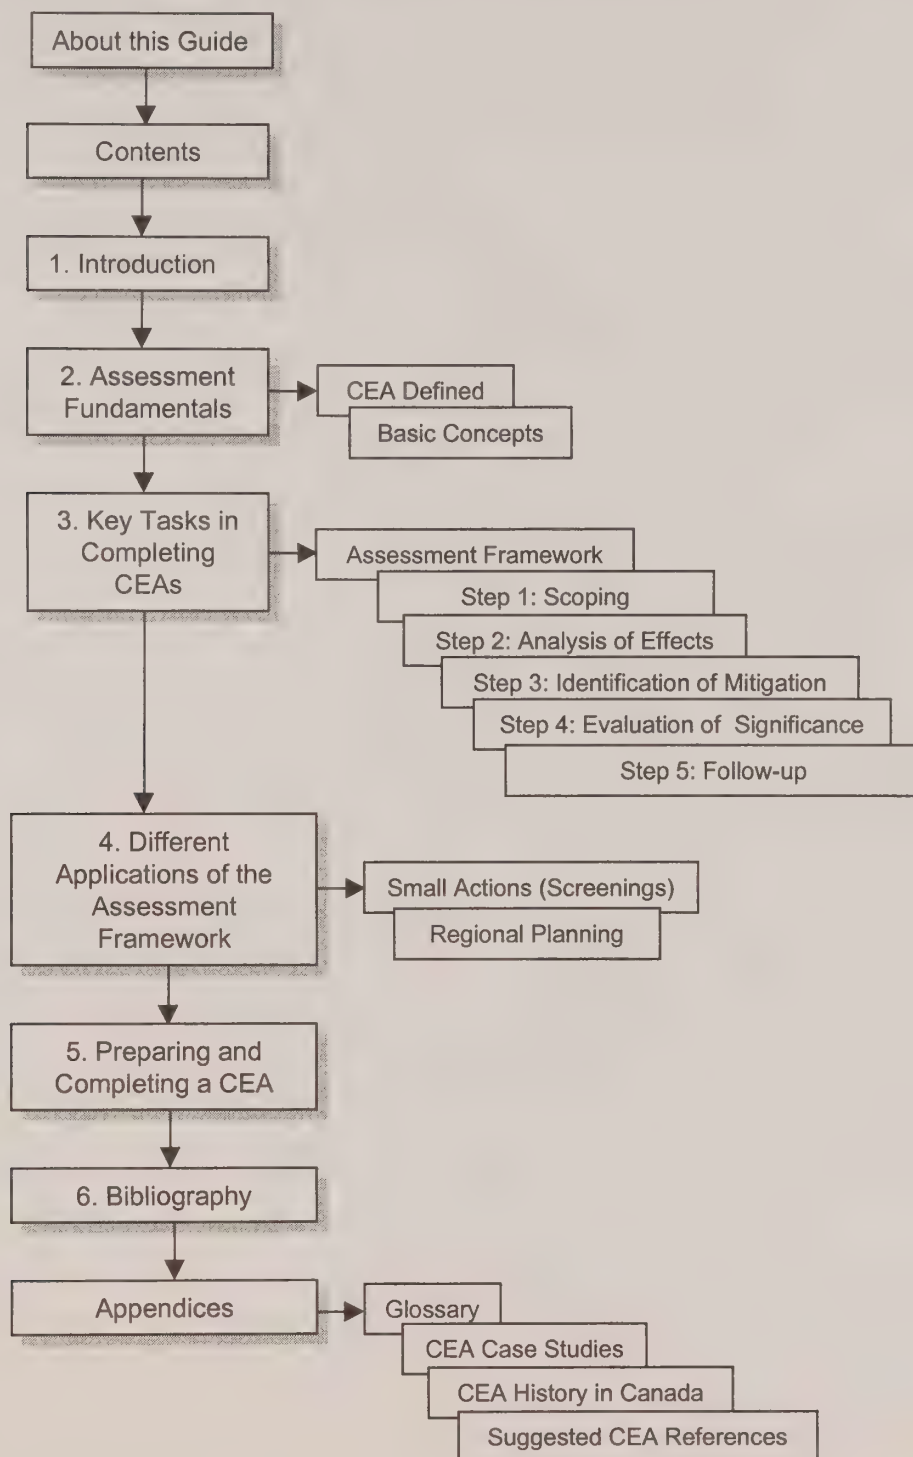 About this Guide
Contents
1. Introduction
2. Assessment
Fundamentals
CEA Defined
Basic Concepts
3. Key Tasks in
Completing
CEAs
Assessment Framework
Step 1: Scoping
Step 2: Analysis of Effects
Step 3: Identification of Mitigation
Step 4: Evaluation of Significance
Step 5: Follow-up
4. Different
Applications of the
Assessment
Framework
Small Actions (Screenings)
Regional Planning
5. Preparing and
Completing a CEA
6. Bibliography
Appendices
Glossary
CEA Case Studies
CEA History in Canada
Suggested CEA References